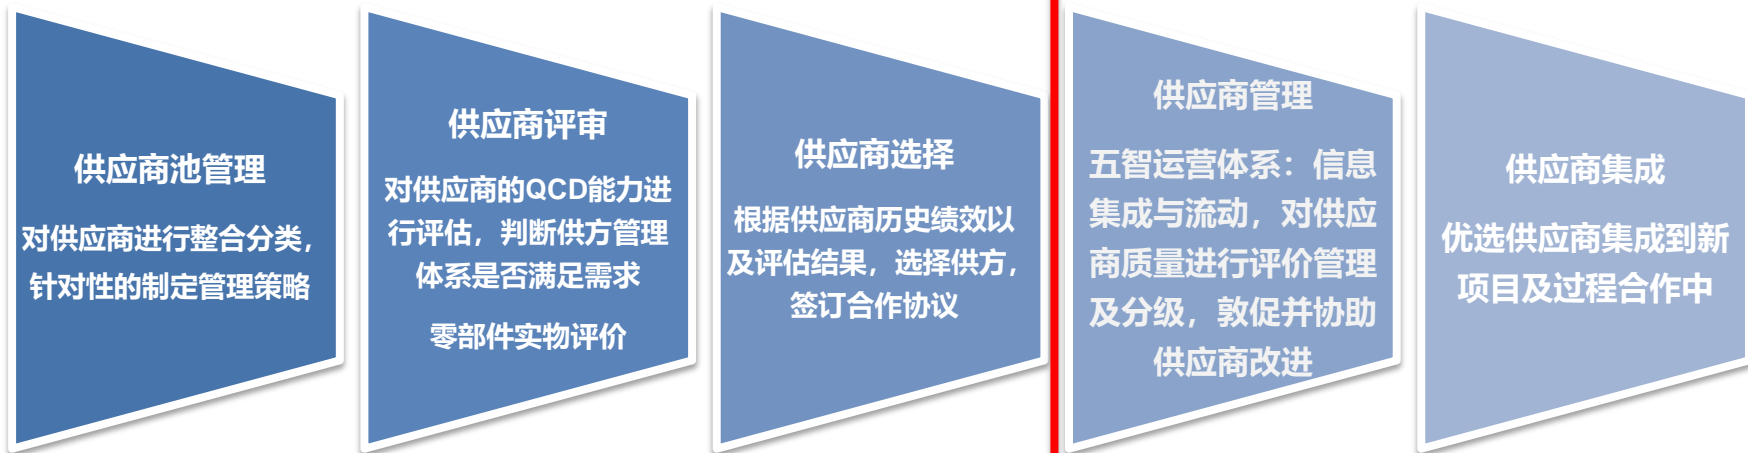 供应商池管理
对供应商进行整合分类，
针对性的制定管理策略
供应商评审
对供应商的QCD能力进
行评估，判断供方管理
体系是否满足需求
零部件实物评价
供应商选择
根据供应商历史绩效以
及评估结果，选择供方，
签订合作协议
供应商管理
五智运营体系：信息
集成与流动，对供应
商质量进行评价管理
及分级，敦促并协助
供应商改进
供应商集成
优选供应商集成到新
项目及过程合作中